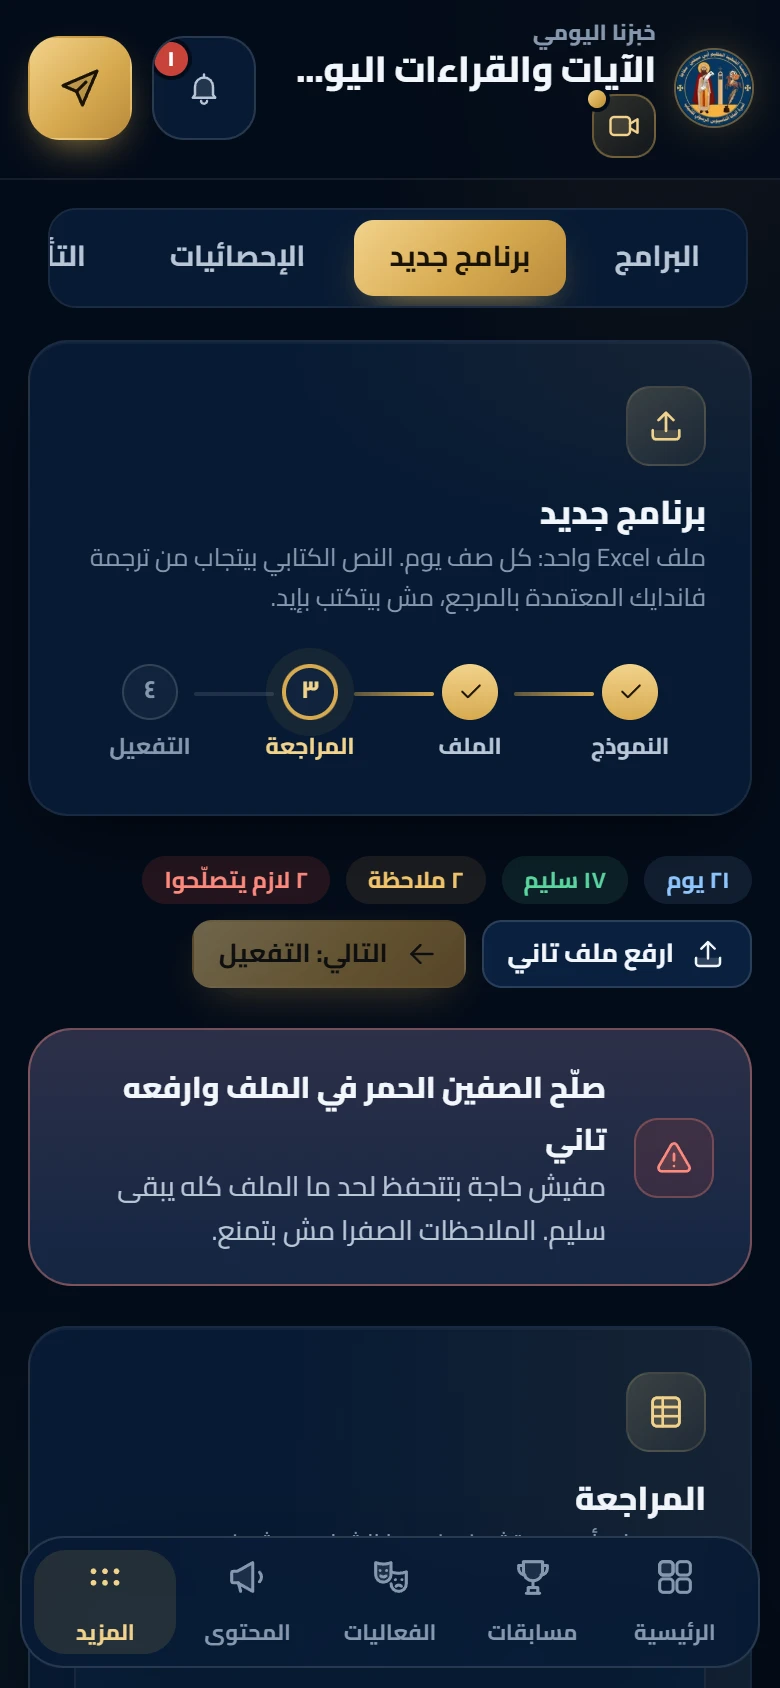 خبزنا اليومي
الآيات والقراءات اليو...
١
البرامج
برنامج جديد
الإحصائيات
التأ
برنامج جديد
ملف Excel واحد: كل صف يوم. النص الكتابي بيتجاب من ترجمة
فاندايك المعتمدة بالمرجع، مش بيتكتب بإيد.
٣
٤
النموذج
الملف
المراجعة
التفعيل
٢١ يوم
١٧ سليم
٢ ملاحظة
٢ لازم يتصلّحوا
ارفع ملف تاني
التالي: التفعيل
صلّح الصفين الحمر في الملف وارفعه
تاني
مفيش حاجة بتتحفظ لحد ما الملف كله يبقى
سليم. الملاحظات الصفرا مش بتمنع.
المراجعة
الرئيسية
مسابقات
الفعاليات
المحتوى
المزيد